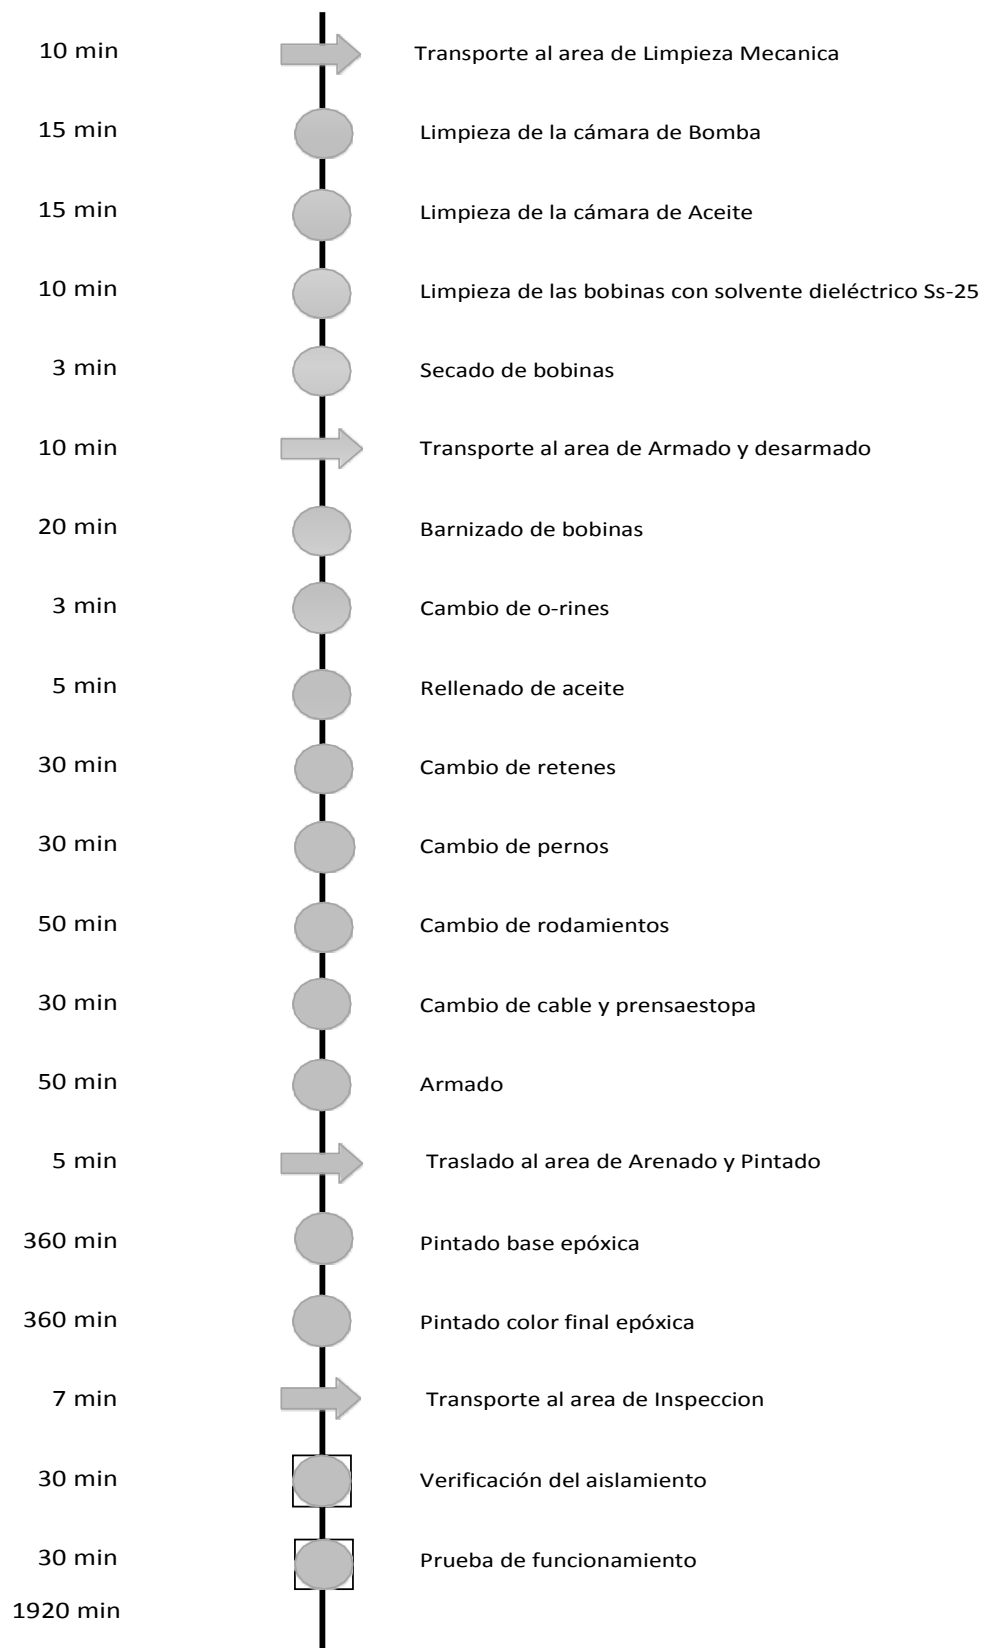 10 min Transporte al area de Limpieza Mecanica
15 min Limpieza de la cámara de Bomba
15 min Limpieza de la cámara de Aceite
10 min Limpieza de las bobinas con solvente dieléctrico Ss-25
3 min Secado de bobinas
10 min Transporte al area de Armado y desarmado
20 min Barnizado de bobinas
3 min Cambio de o-rines
5 min Rellenado de aceite
30 min Cambio de retenes
30 min Cambio de pernos
50 min Cambio de rodamientos
30 min Cambio de cable y prensaestopa
50 min Armado
5 min Traslado al area de Arenado y Pintado
360 min Pintado base epóxica
360 min Pintado color final epóxica
7 min Transporte al area de Inspeccion
30 min Verificación del aislamiento
30 min Prueba de funcionamiento
1920 min